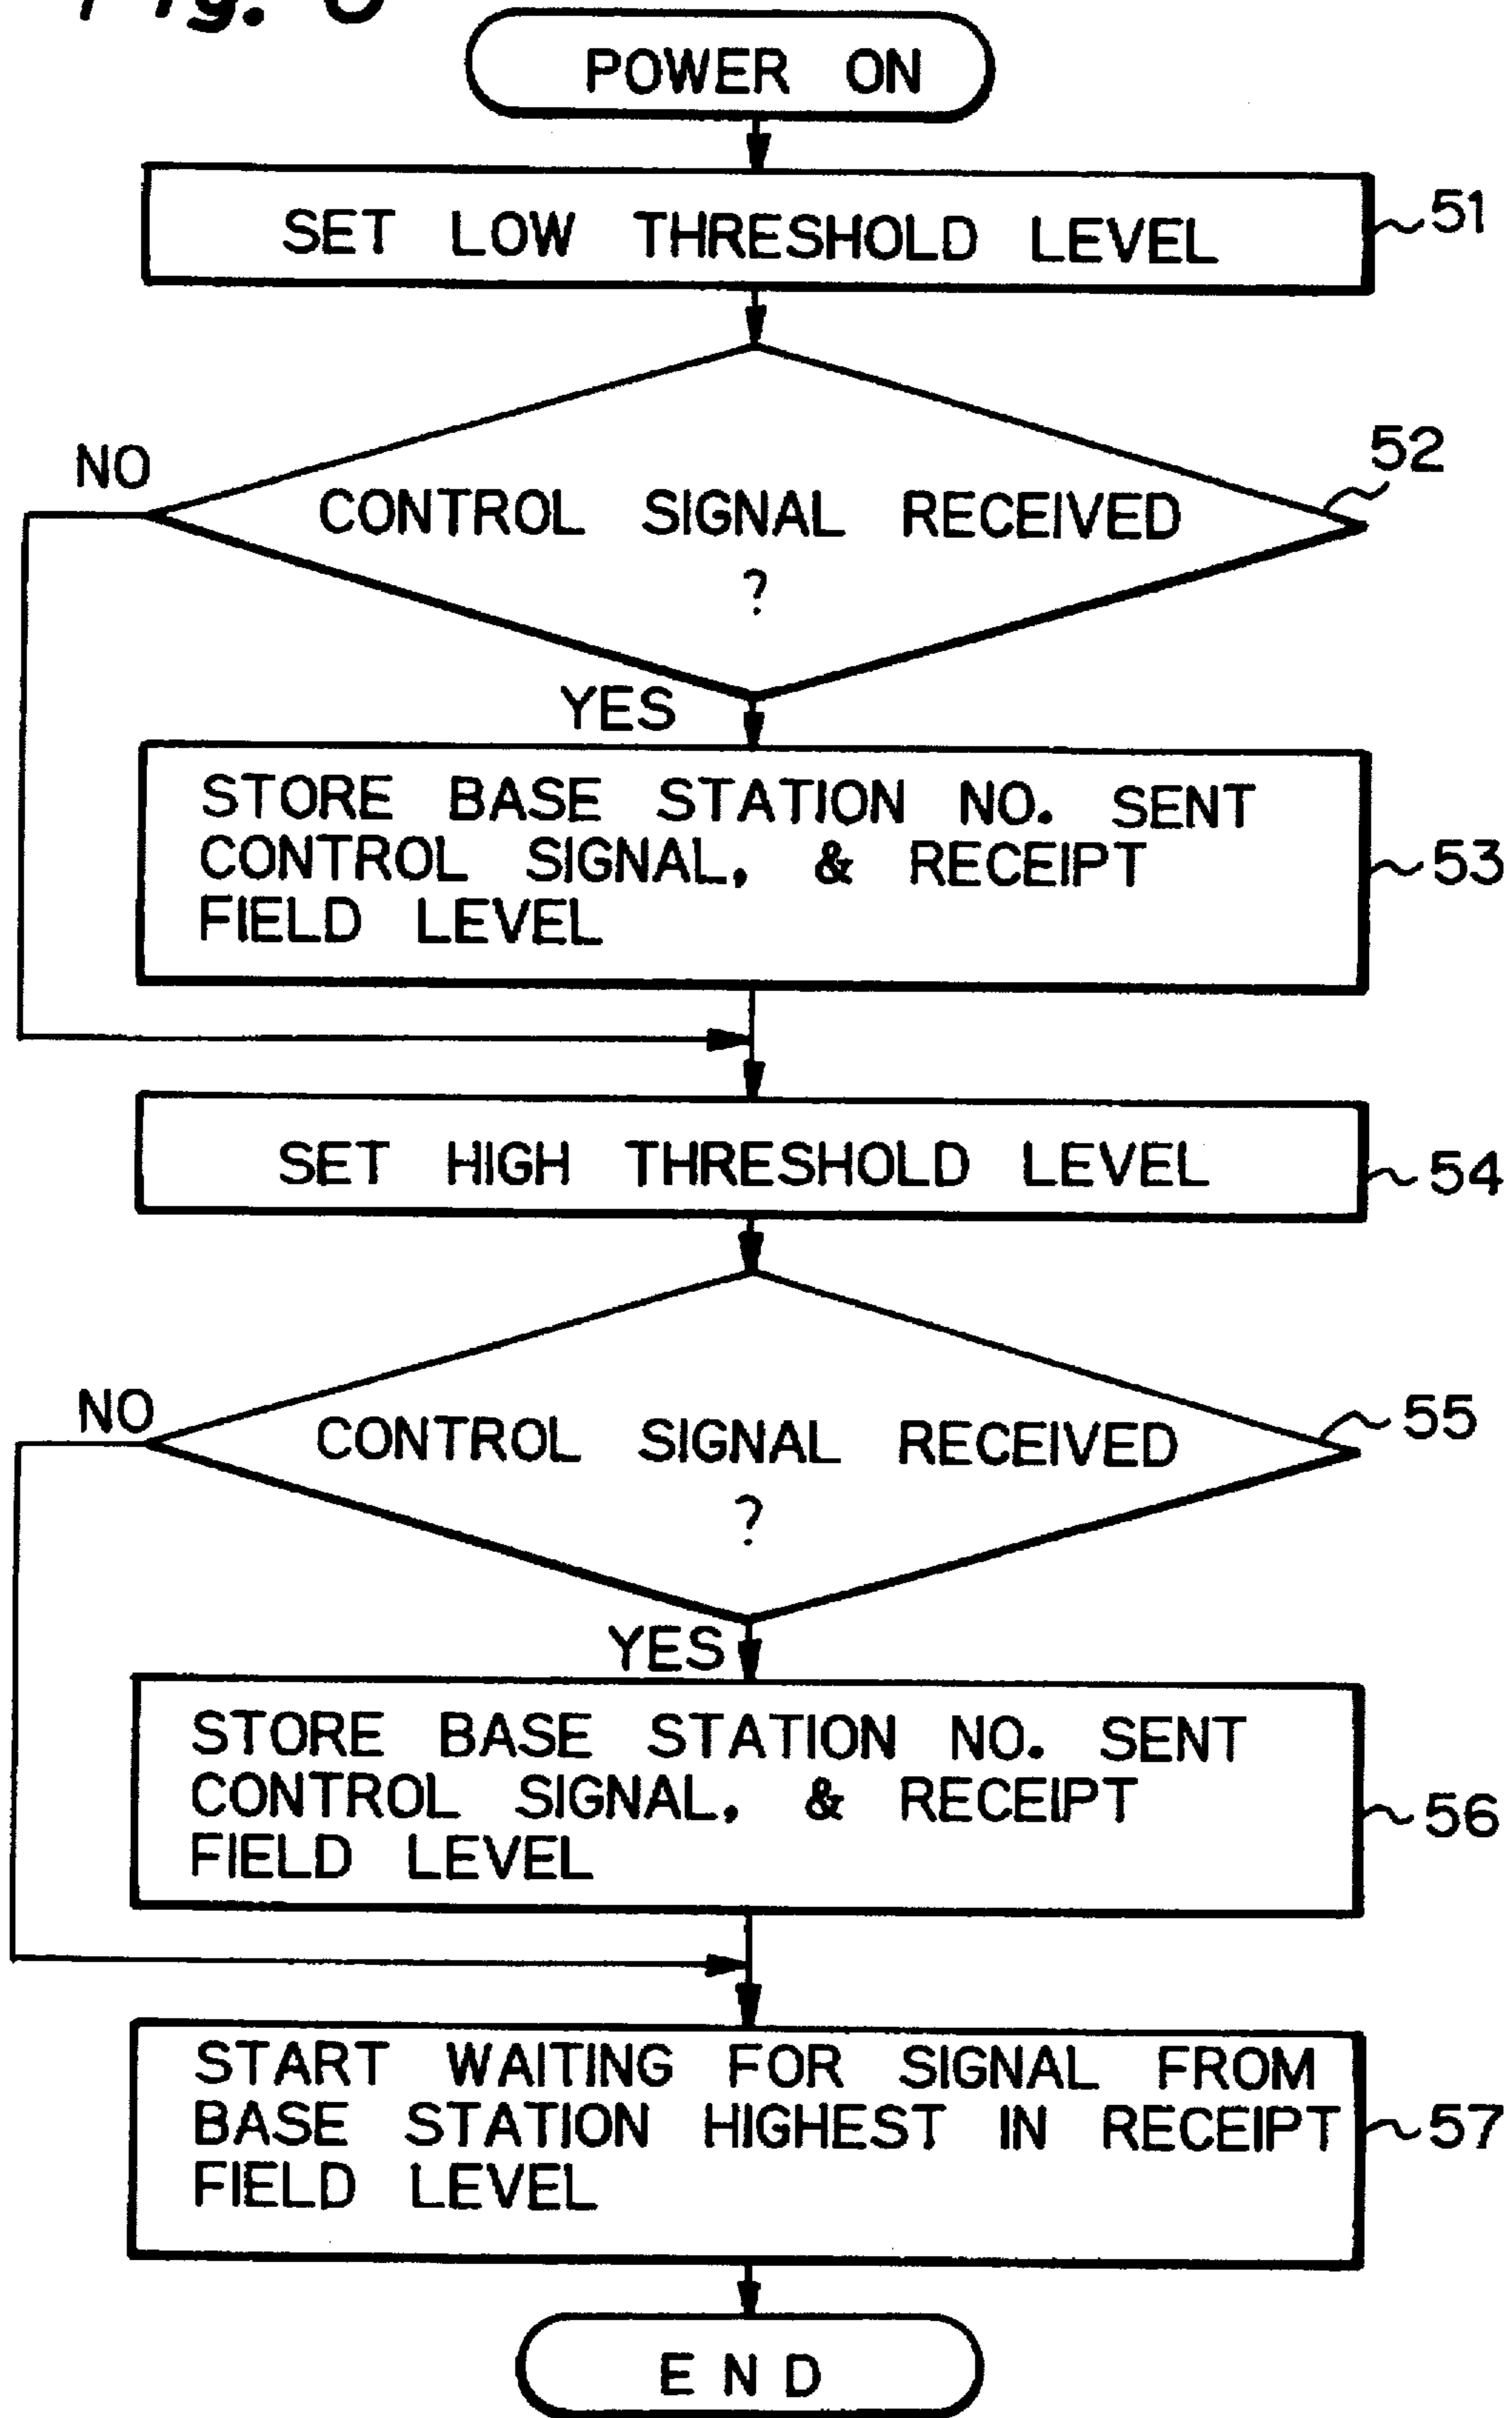 POWER ON
SET LOW THRESHOLD LEVEL
51
52
NO
CONTROL SIGNAL RECEIVED
?
YES
STORE BASE STATION NO. SENT
CONTROL SIGNAL, & RECEIPT
FIELD LEVEL
53
SET HIGH THRESHOLD LEVEL
54
NO
CONTROL SIGNAL RECEIVED
?
55
YES
STORE BASE STATION NO. SENT
CONTROL SIGNAL, & RECEIPT
FIELD LEVEL
56
START WAITING FOR SIGNAL FROM
BASE STATION HIGHEST IN RECEIPT
FIELD LEVEL
57
END